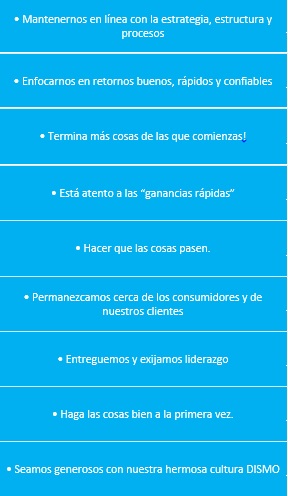 • Mantenernos en línea con la estrategia, estructura y
procesos
• Enfocarnos en retornos buenos, rápidos y confiables
• Termina más cosas de las que comienzas!
• Está atento a las “ganancias rápidas”
• Hacer que las cosas pasen.
• Permanezcamos cerca de los consumidores y de
nuestros clientes
• Entreguemos y exijamos liderazgo
• Haga las cosas bien a la primera vez.
• Seamos generosos con nuestra hermosa cultura DISMO